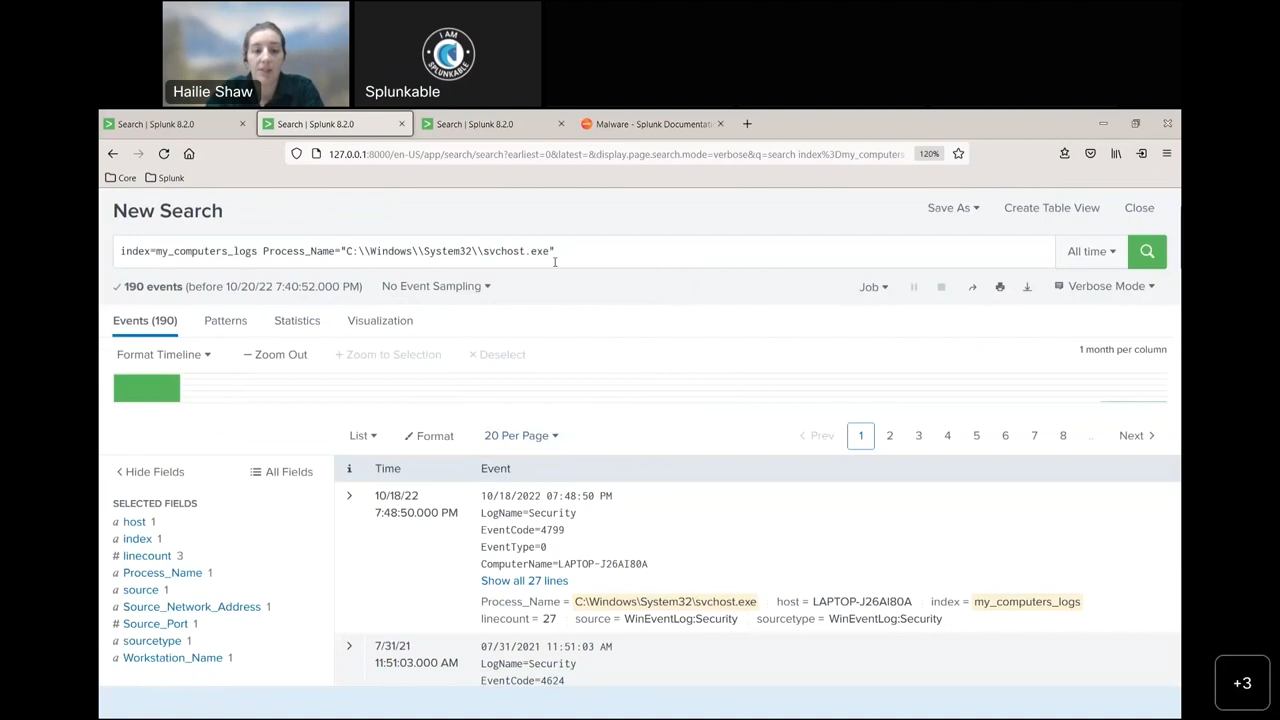 I AM
SPLUNKABLE
Hailie Shaw
Splunkable
Search | Splunk 8.2.0
Search | Splunk 8.2.0
Search | Splunk 8.2.0
Malware - Splunk Documentati
127.0.0.1:8000/en-US/app/search/search?earliest=0&latest=&display.page.search.mode=verbose&q=search index%3Dmy_computers_
120%
Core
Splunk
New Search
Save As
Create Table View
Close
index=my_computers_logs Process_Name="C:\\Windows\\System32\\svchost.exe"
All time
190 events (before 10/20/22 7:40:52.000 PM)
No Event Sampling
Job
Verbose Mode
Events (190)
Patterns
Statistics
Visualization
Format Timeline
— Zoom Out
+ Zoom to Selection
× Deselect
1 month per column
List
Format
20 Per Page
< Prev
1 2 3 4 5 6 7 8 ..
Next >
< Hide Fields
All Fields
i
Time
Event
SELECTED FIELDS
a host 1
a index 1
# linecount 3
a Process_Name 1
a source 1
a Source_Network_Address 1
# Source_Port 1
a sourcetype 1
a Workstation_Name 1
10/18/22
7:48:50.000 PM
10/18/2022 07:48:50 PM
LogName=Security
EventCode=4799
EventType=0
ComputerName=LAPTOP-J26AI80A
Show all 27 lines
Process_Name = C:\Windows\System32\svchost.exe host = LAPTOP-J26AI80A index = my_computers_logs
linecount = 27 source = WinEventLog:Security sourcetype = WinEventLog:Security
7/31/21
11:51:03.000 AM
07/31/2021 11:51:03 AM
LogName=Security
EventCode=4624
+3